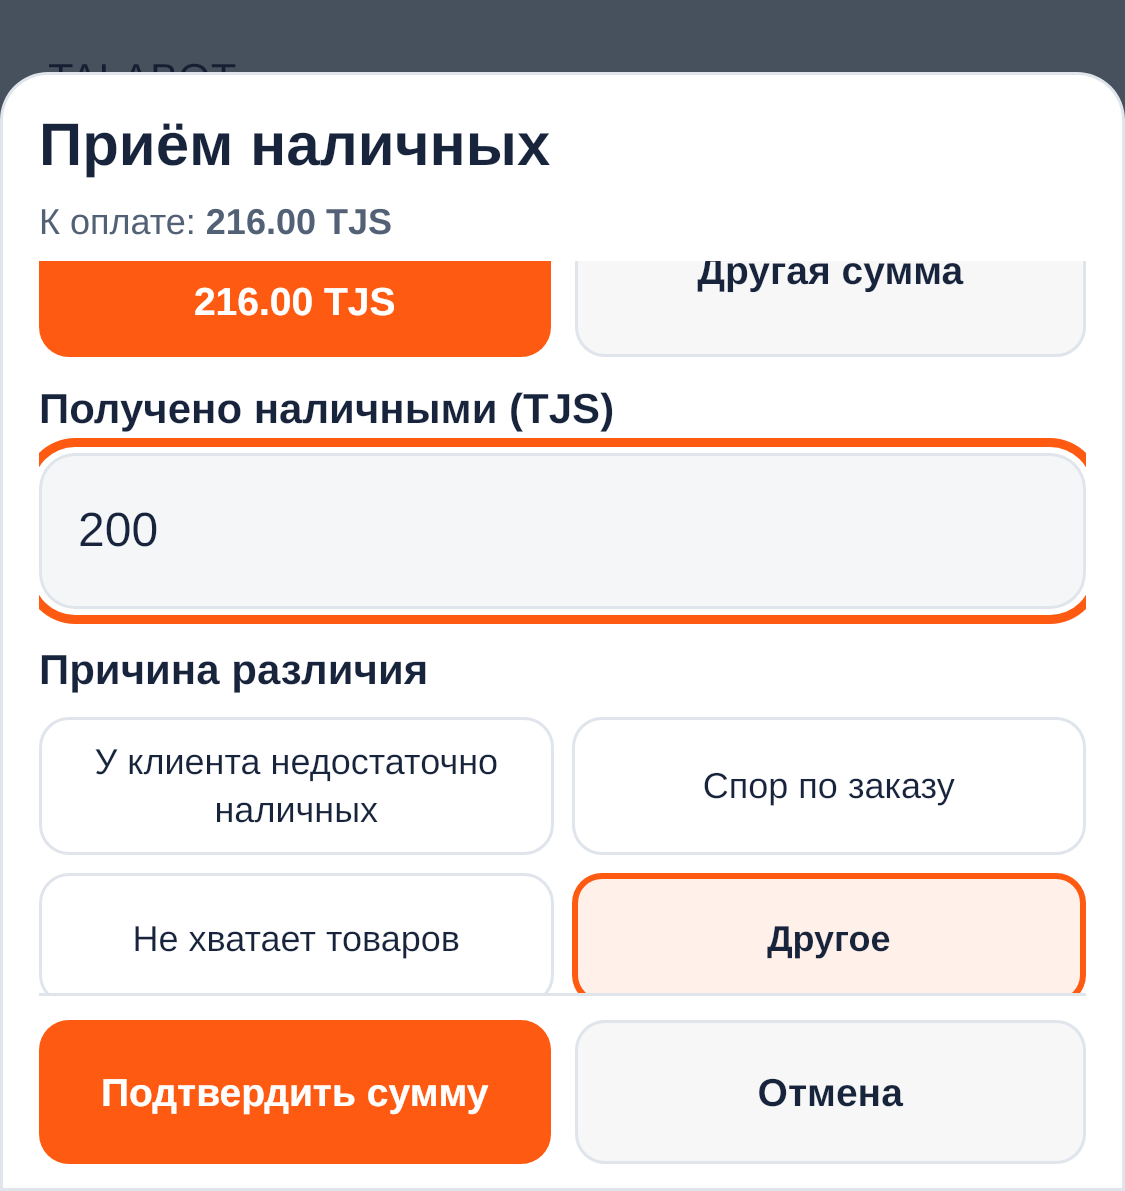 Приём наличных
К оплате: 216.00 TJS
216.00 TJS
Другая сумма
Получено наличными (TJS)
200
Причина различия
У клиента недостаточно
наличных
Спор по заказу
Не хватает товаров
Другое
Подтвердить сумму
Отмена